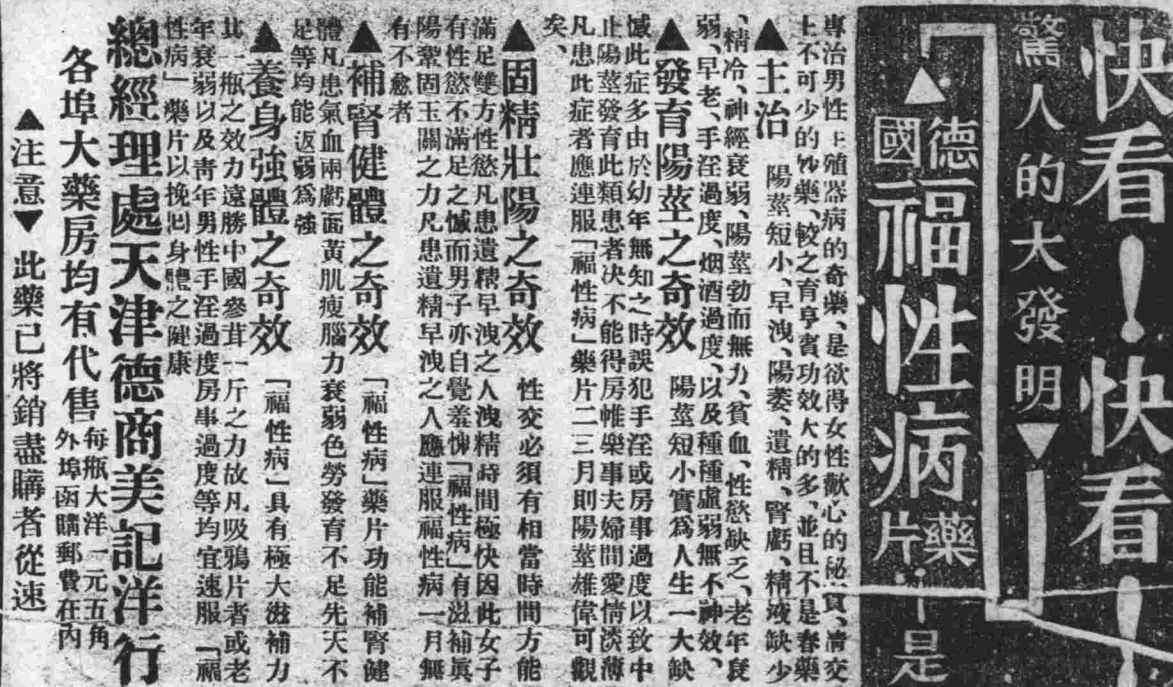 快看！快看！
驚人的大發明
德國福性病藥片
是
專治男性生殖器病的奇藥、是欲得女性歡心的秘寶、清交
上不可少的妙藥、較之育亨賓功效大的多、並且不是春藥
▲主治　陽莖短小、早洩、陽委、遺精、腎虧、精液缺少
、精冷、神經衰弱、陽莖勃而無力、貧血、性慾缺乏、老年衰
弱、早老、手淫過度、烟酒過度、以及種種虛弱無不神效、
▲發育陽莖之奇效　陽莖短小實爲人生一大缺
憾此症多由於幼年無知之時誤犯手淫或房事過度以致中
止陽莖發育此類患者决不能得房帷樂事夫婦間愛情淡薄
凡患此症者應連服「福性病」藥片二三月則陽莖雄偉可觀
矣、
▲固精壯陽之奇效　性交必須有相當時間方能
滿足雙方性慾凡患遺精早洩之人洩精時間極快因此女子
有性慾不滿足之憾而男子亦自覺羞愧「福性病」有滋補眞
陽鞏固玉關之力凡患遺精早洩之人應連服福性病一月無
有不愈者
▲補腎健體之奇效　「福性病」藥片功能補腎健
體凡患氣血兩虧面黃肌瘦腦力衰弱色勞發育不足先天不
足等均能返弱爲強
▲養身強體之奇效　「福性病」具有極大滋補力
其一瓶之效力遠勝中國參茸一斤之力故凡吸鴉片者或老
年衰弱以及靑年男性手淫過度房事過度等均宜速服「福
性病」藥片以挽回身體之健康
總經理處天津德商美記洋行
各埠大藥房均有代售 每瓶大洋一元五角
外埠函購郵費在內
▲注意▼　此藥已將銷盡購者從速